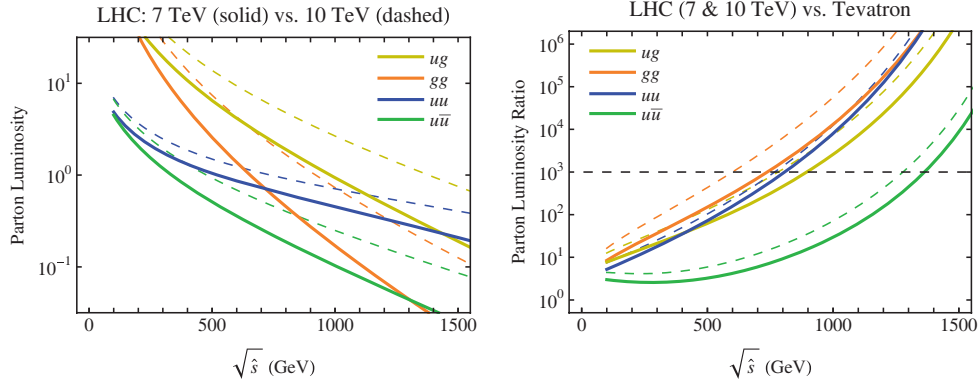 LHC: 7 TeV (solid) vs. 10 TeV (dashed)
Parton Luminosity
10^1
10^0
10^{-1}
ug
gg
uu
uū
0 500 1000 1500
√ŝ (GeV)
LHC (7 & 10 TeV) vs. Tevatron
Parton Luminosity Ratio
10^6
10^5
10^4
10^3
10^2
10^1
10^0
ug
gg
uu
uū
0 500 1000 1500
√ŝ (GeV)